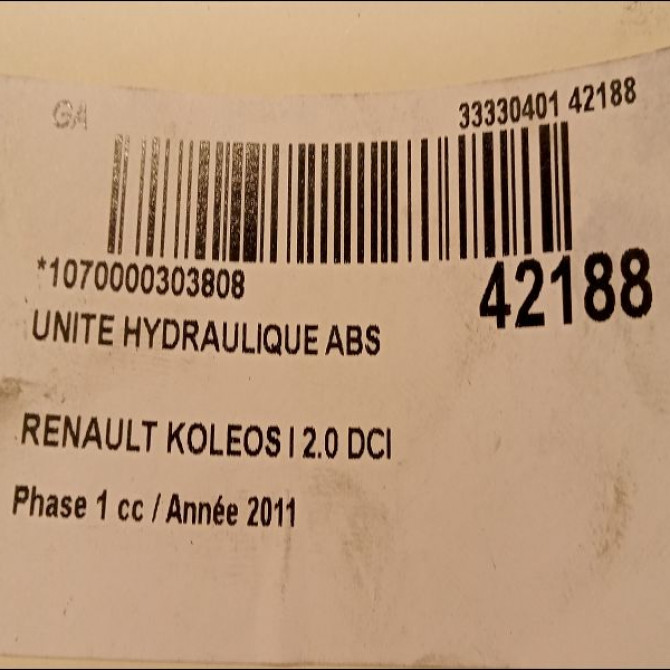 GA
33330401 42188
*1070000303808
42188
UNITE HYDRAULIQUE ABS
RENAULT KOLEOS I 2.0 DCI
Phase 1 cc / Année 2011